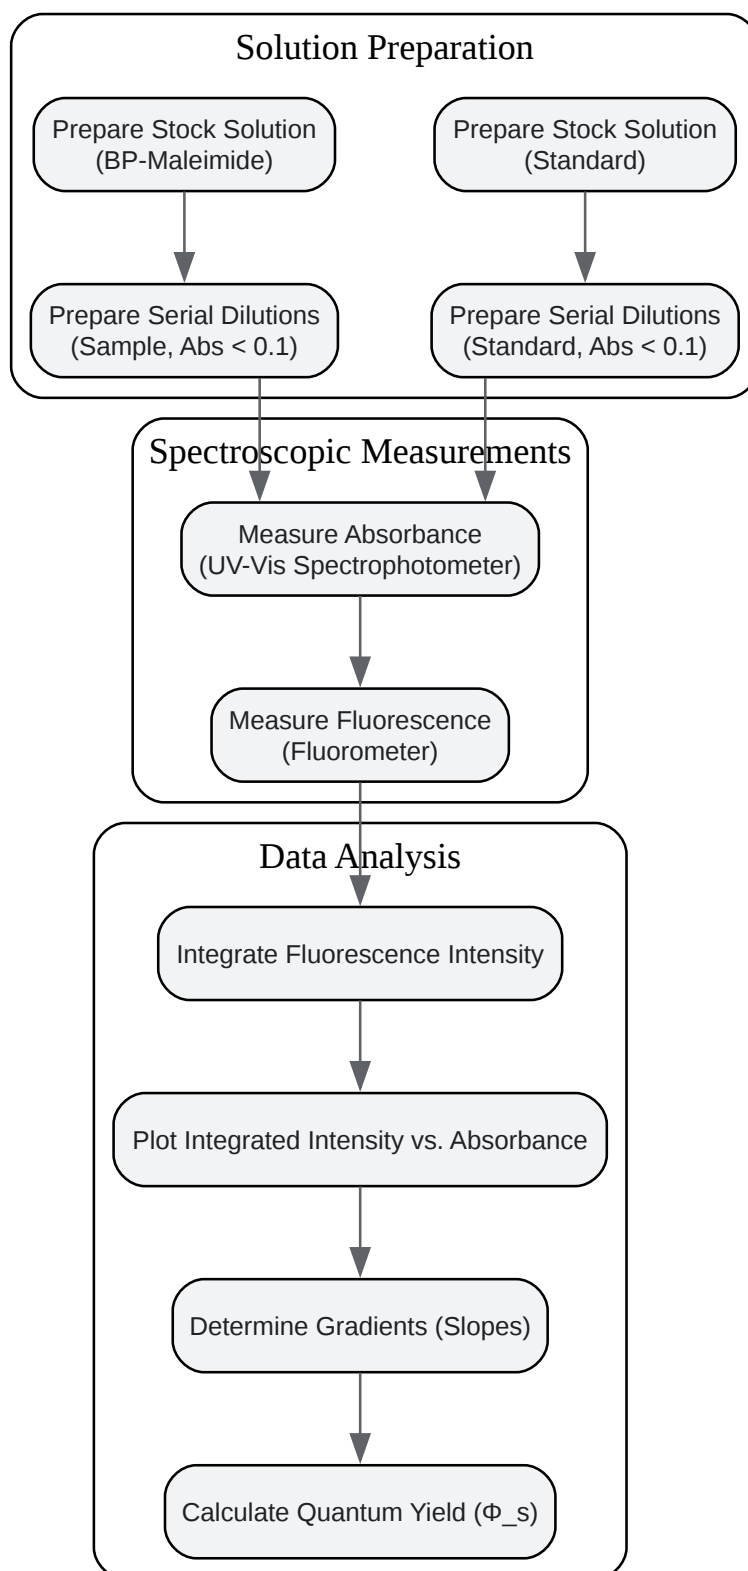 Solution Preparation
Prepare Stock Solution
(BP-Maleimide)
Prepare Stock Solution
(Standard)
Prepare Serial Dilutions
(Sample, Abs < 0.1)
Prepare Serial Dilutions
(Standard, Abs < 0.1)
Spectroscopic Measurements
Measure Absorbance
(UV-Vis Spectrophotometer)
Measure Fluorescence
(Fluorometer)
Data Analysis
Integrate Fluorescence Intensity
Plot Integrated Intensity vs. Absorbance
Determine Gradients (Slopes)
Calculate Quantum Yield (Φ_s)